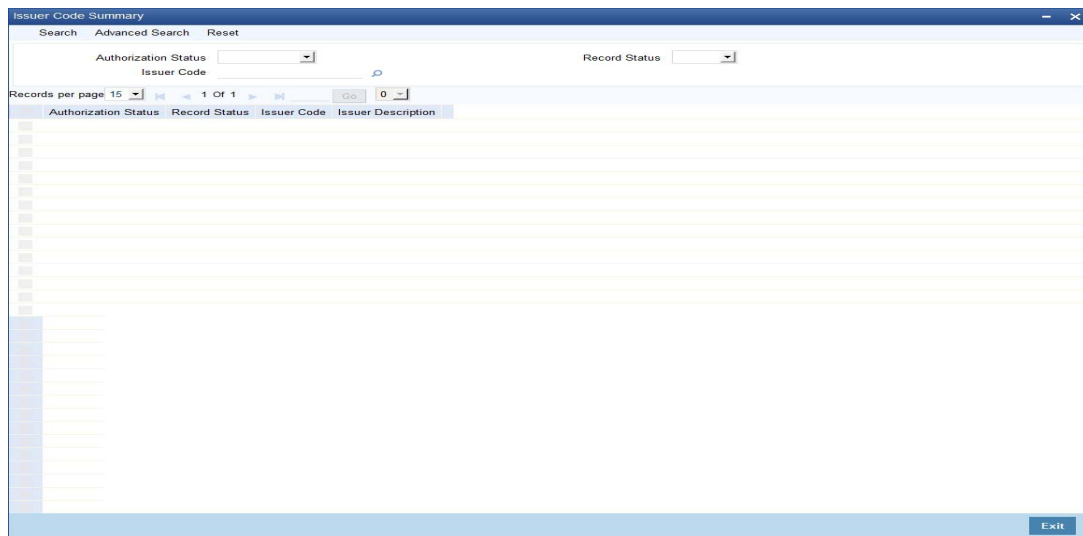 Issuer Code Summary
Search Advanced Search Reset
Authorization Status Record Status
Issuer Code
Records per page 15 1 Of 1 Go 0
Authorization Status Record Status Issuer Code Issuer Description
Exit